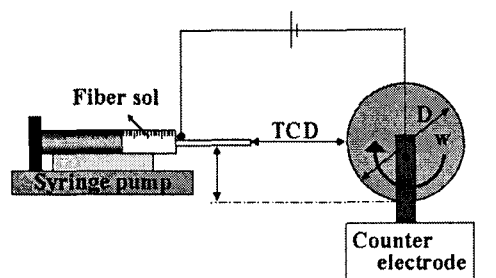 Fiber sol
TCD
D
w
Syringe pump
Counter
electrode